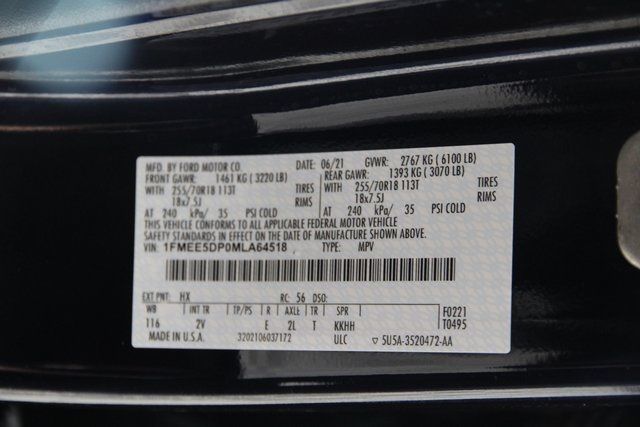 MFD. BY FORD MOTOR CO. DATE: 06/21 GVWR: 2767 KG ( 6100 LB)
FRONT GAWR: 1461 KG ( 3220 LB) REAR GAWR: 1393 KG ( 3070 LB)
WITH 255/70R18 113T TIRES WITH 255/70R18 113T TIRES
18x7.5J RIMS 18x7.5J RIMS
AT 240 kPa/ 35 PSI COLD AT 240 kPa/ 35 PSI COLD
THIS VEHICLE CONFORMS TO ALL APPLICABLE FEDERAL MOTOR VEHICLE
SAFETY STANDARDS IN EFFECT ON THE DATE OF MANUFACTURE SHOWN ABOVE.
VIN: 1FMEE5DP0MLA64518 TYPE: MPV
EXT PNT: HX RC: 56 DSO: F0221
WB INT TR TP/PS R AXLE TR SPR T0495
116 2V E 2L T KKHH
MADE IN U.S.A. 3202106037172 ULC ▽ 5U5A-3520472-AA